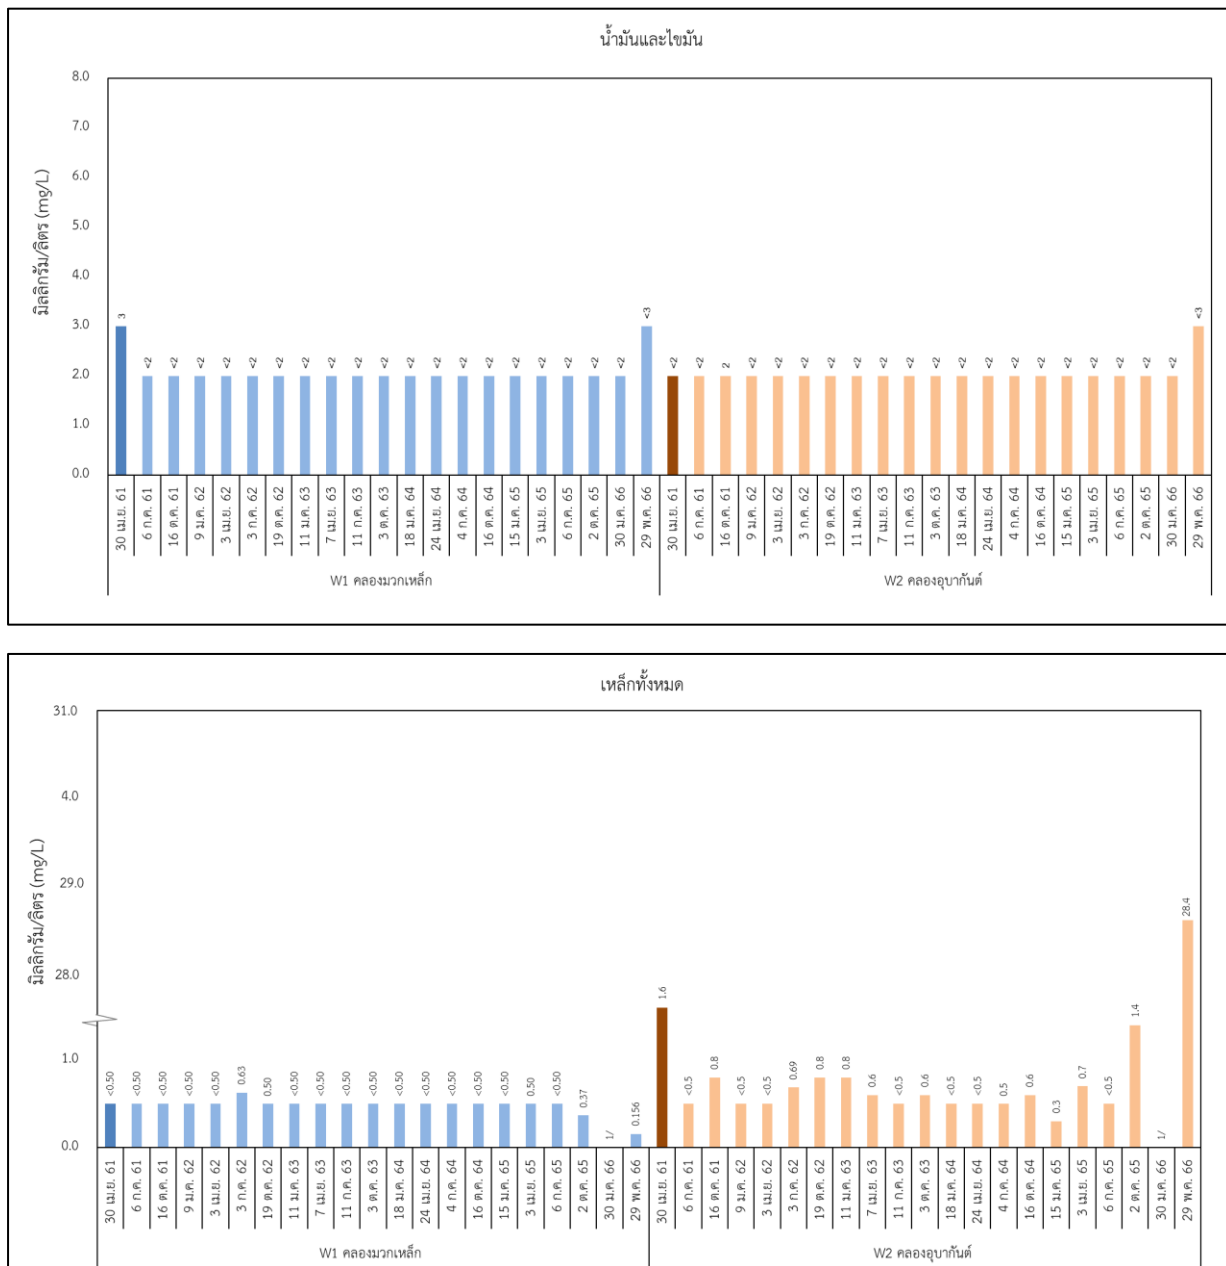 น้ำมันและไขมัน
มิลลิกรัม/ลิตร (mg/L)
8.0
7.0
6.0
5.0
4.0
3.0
2.0
1.0
0.0
3 <2 <2 <2 <2 <2 <2 <2 <2 <2 <2 <2 <2 <2 <2 <2 <2 <2 <2 <2 <3 <2 <2 2 <2 <2 <2 <2 <2 <2 <2 <2 <2 <2 <2 <2 <2 <2 <2 <2 <2 <3
30 เม.ย. 61 6 ก.ค. 61 16 ต.ค. 61 9 ม.ค. 62 3 เม.ย. 62 3 ก.ค. 62 19 ต.ค. 62 11 ม.ค. 63 7 เม.ย. 63 11 ก.ค. 63 3 ต.ค. 63 18 ม.ค. 64 24 เม.ย. 64 4 ก.ค. 64 16 ต.ค. 64 15 ม.ค. 65 3 เม.ย. 65 6 ก.ค. 65 2 ต.ค. 65 30 ม.ค. 66 29 พ.ค. 66 30 เม.ย. 61 6 ก.ค. 61 16 ต.ค. 61 9 ม.ค. 62 3 เม.ย. 62 3 ก.ค. 62 19 ต.ค. 62 11 ม.ค. 63 7 เม.ย. 63 11 ก.ค. 63 3 ต.ค. 63 18 ม.ค. 64 24 เม.ย. 64 4 ก.ค. 64 16 ต.ค. 64 15 ม.ค. 65 3 เม.ย. 65 6 ก.ค. 65 2 ต.ค. 65 30 ม.ค. 66 29 พ.ค. 66
W1 คลองมวกเหล็ก W2 คลองอุบากันต์
เหล็กทั้งหมด
มิลลิกรัม/ลิตร (mg/L)
31.0
4.0
29.0
28.0
1.0
0.0
<0.50 <0.50 <0.50 <0.50 <0.50 0.63 0.50 <0.50 <0.50 <0.50 <0.50 <0.50 <0.50 <0.50 <0.50 <0.50 0.50 <0.50 0.37 1/ 0.156 1.6 <0.5 0.8 <0.5 <0.5 0.69 0.8 0.8 0.6 <0.5 0.6 <0.5 <0.5 0.5 0.6 0.3 0.7 <0.5 1.4 1/ 28.4
30 เม.ย. 61 6 ก.ค. 61 16 ต.ค. 61 9 ม.ค. 62 3 เม.ย. 62 3 ก.ค. 62 19 ต.ค. 62 11 ม.ค. 63 7 เม.ย. 63 11 ก.ค. 63 3 ต.ค. 63 18 ม.ค. 64 24 เม.ย. 64 4 ก.ค. 64 16 ต.ค. 64 15 ม.ค. 65 3 เม.ย. 65 6 ก.ค. 65 2 ต.ค. 65 30 ม.ค. 66 29 พ.ค. 66 30 เม.ย. 61 6 ก.ค. 61 16 ต.ค. 61 9 ม.ค. 62 3 เม.ย. 62 3 ก.ค. 62 19 ต.ค. 62 11 ม.ค. 63 7 เม.ย. 63 11 ก.ค. 63 3 ต.ค. 63 18 ม.ค. 64 24 เม.ย. 64 4 ก.ค. 64 16 ต.ค. 64 15 ม.ค. 65 3 เม.ย. 65 6 ก.ค. 65 2 ต.ค. 65 30 ม.ค. 66 29 พ.ค. 66
W1 คลองมวกเหล็ก W2 คลองอุบากันต์